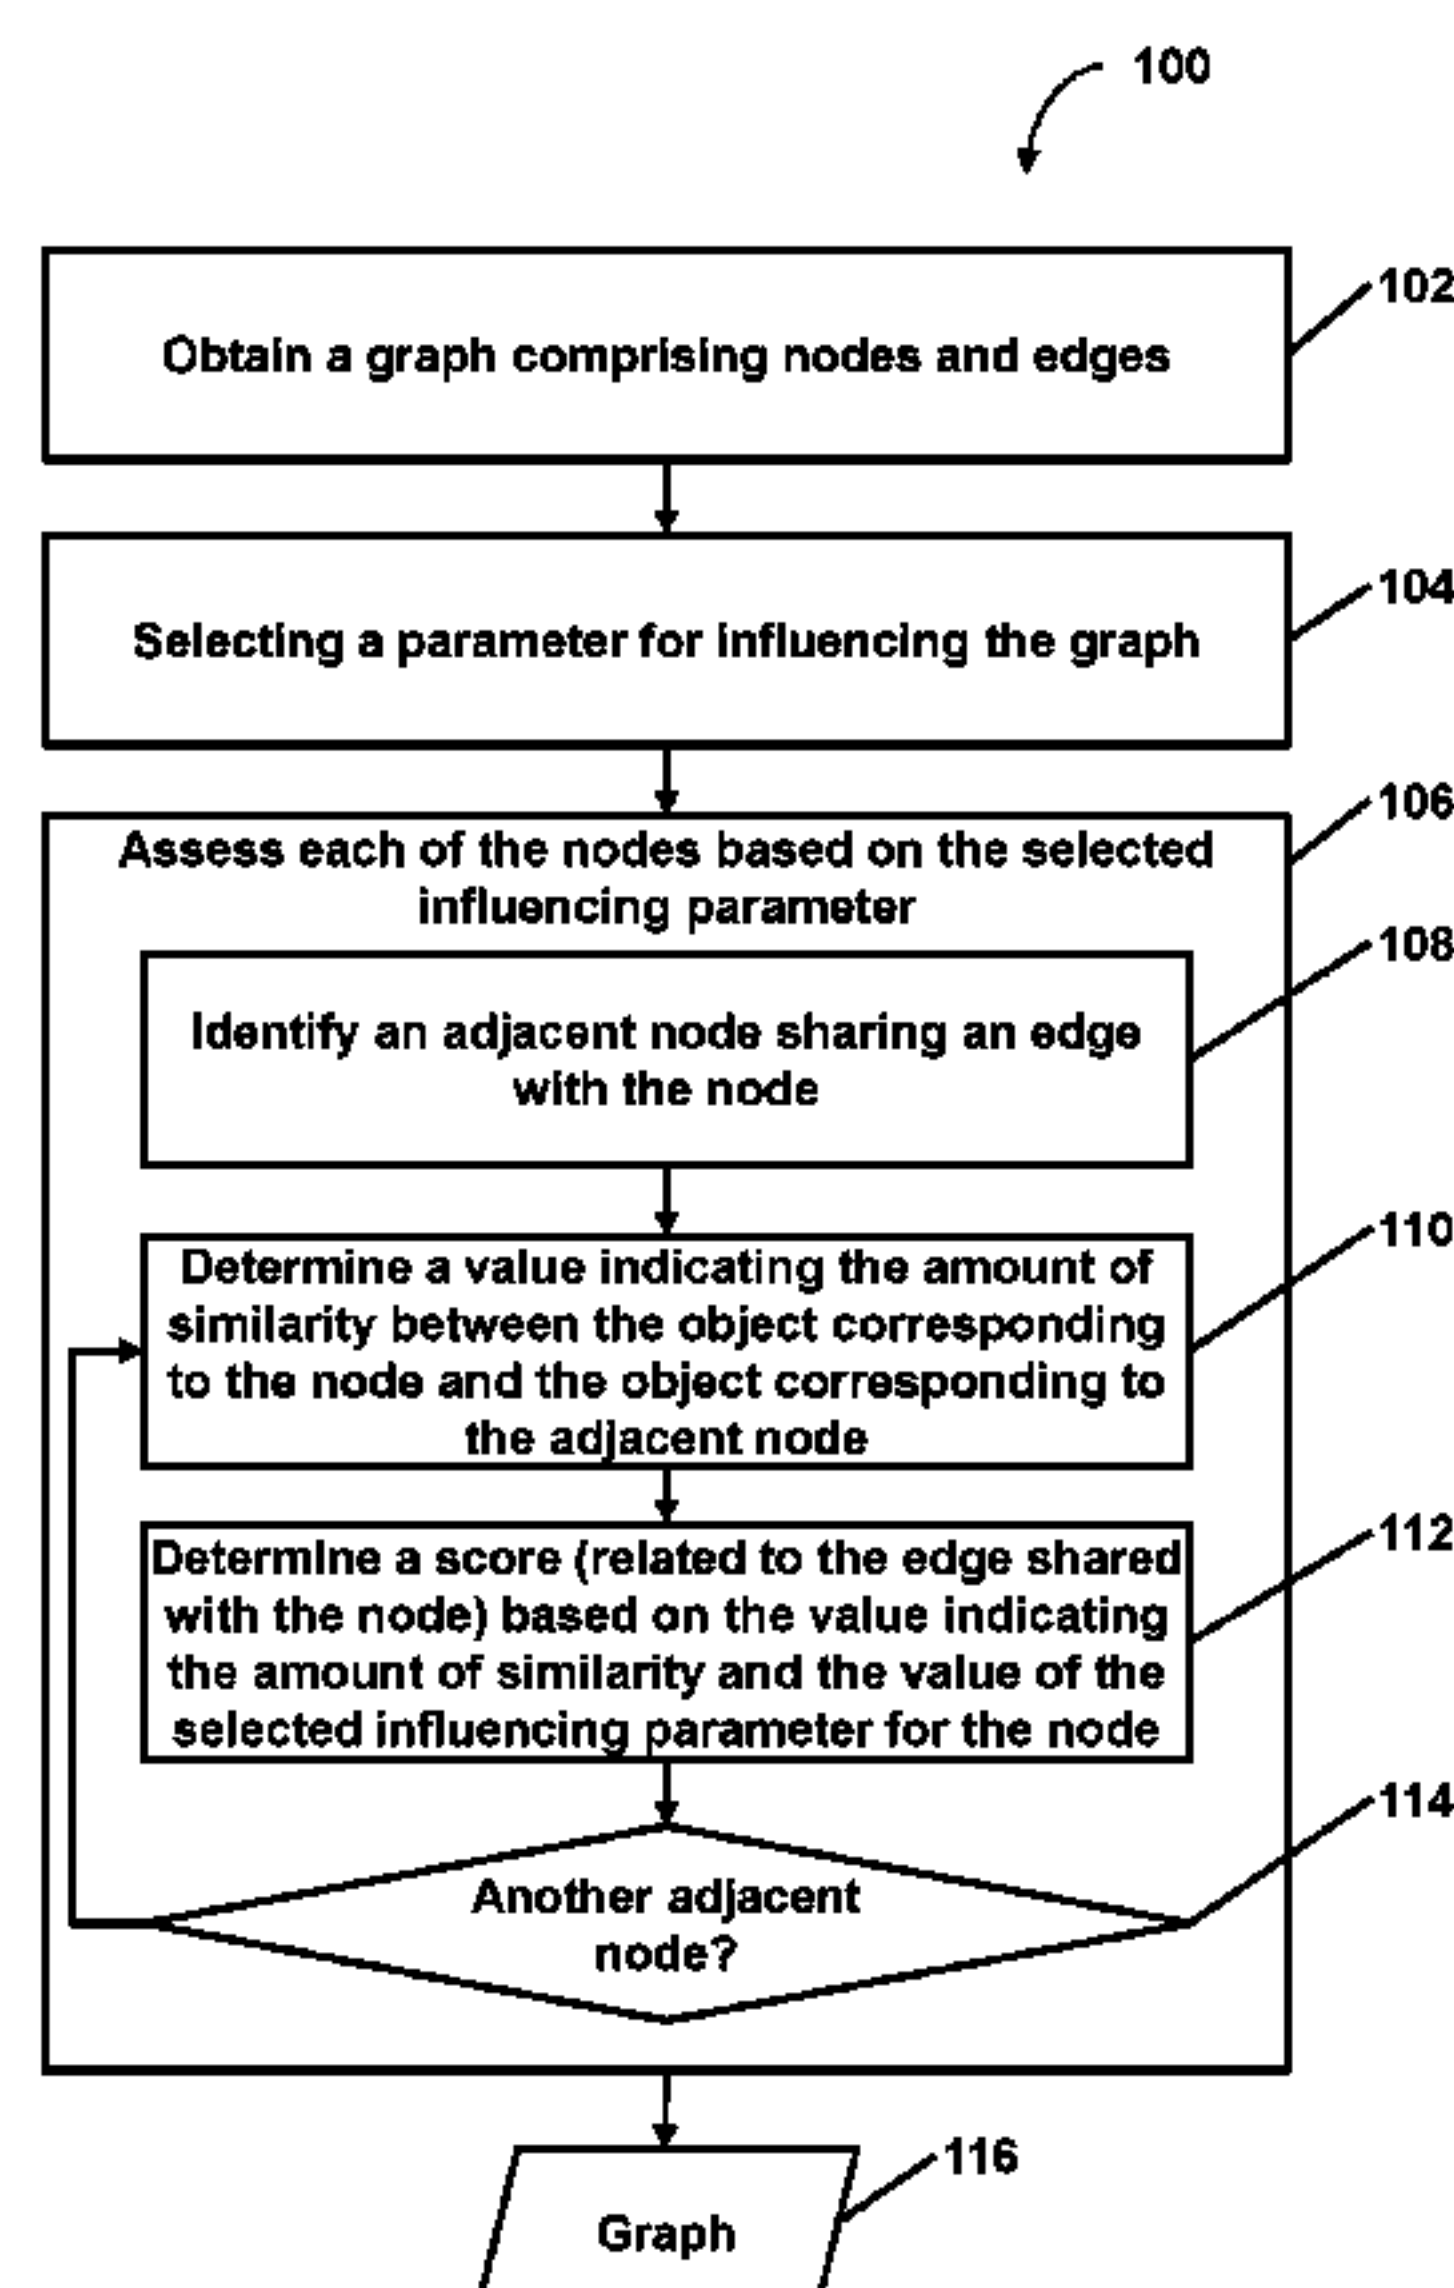 100
102
Obtain a graph comprising nodes and edges
104
Selecting a parameter for influencing the graph
106
Assess each of the nodes based on the selected
influencing parameter
108
Identify an adjacent node sharing an edge
with the node
110
Determine a value indicating the amount of
similarity between the object corresponding
to the node and the object corresponding to
the adjacent node
112
Determine a score (related to the edge shared
with the node) based on the value indicating
the amount of similarity and the value of the
selected influencing parameter for the node
114
Another adjacent
node?
116
Graph